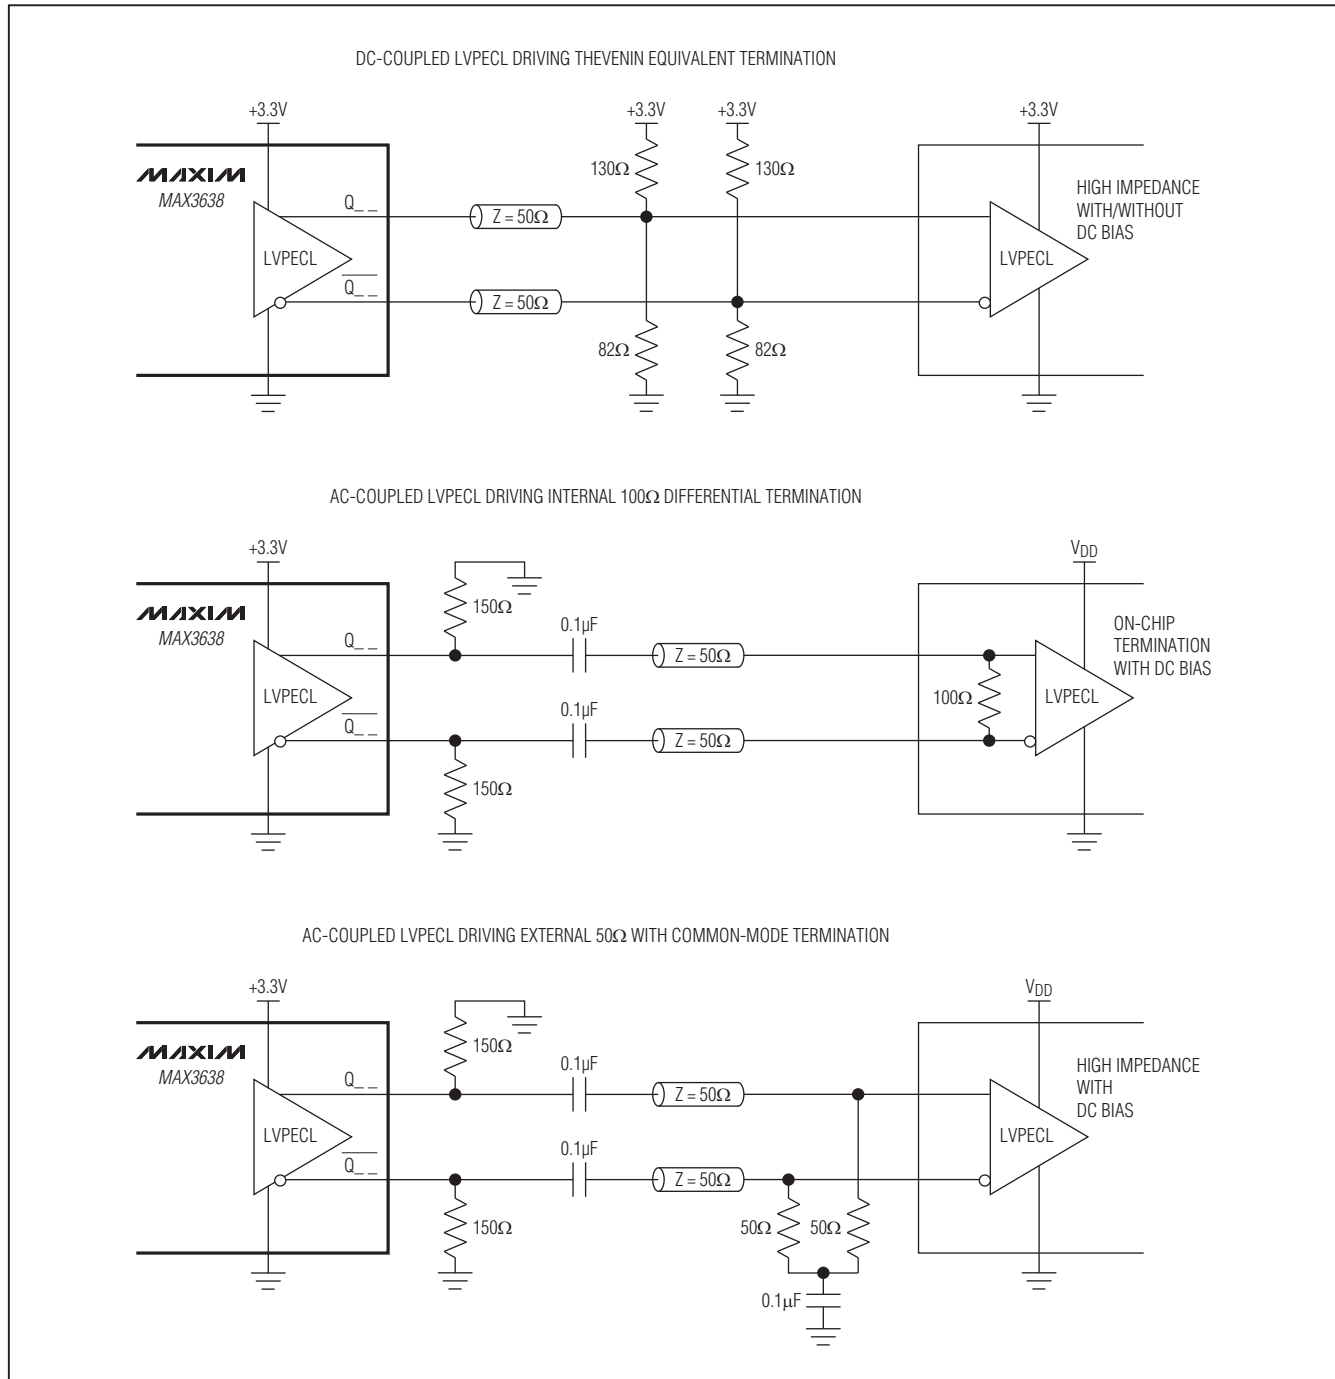 DC-COUPLED LVPECL DRIVING THEVENIN EQUIVALENT TERMINATION
+3.3V
+3.3V
+3.3V
+3.3V
MAXIM
MAX3638
130Ω
130Ω
HIGH IMPEDANCE
WITH/WITHOUT
DC BIAS
Q_ _
Z = 50Ω
LVPECL
LVPECL
Q_ _
Z = 50Ω
82Ω
82Ω
AC-COUPLED LVPECL DRIVING INTERNAL 100Ω DIFFERENTIAL TERMINATION
+3.3V
VDD
MAXIM
MAX3638
150Ω
ON-CHIP
TERMINATION
WITH DC BIAS
0.1µF
Q_ _
Z = 50Ω
LVPECL
100Ω
LVPECL
0.1µF
Q_ _
Z = 50Ω
150Ω
AC-COUPLED LVPECL DRIVING EXTERNAL 50Ω WITH COMMON-MODE TERMINATION
+3.3V
VDD
MAXIM
MAX3638
150Ω
HIGH IMPEDANCE
WITH
DC BIAS
0.1µF
Q_ _
Z = 50Ω
LVPECL
LVPECL
0.1µF
Q_ _
Z = 50Ω
150Ω
50Ω
50Ω
0.1µF